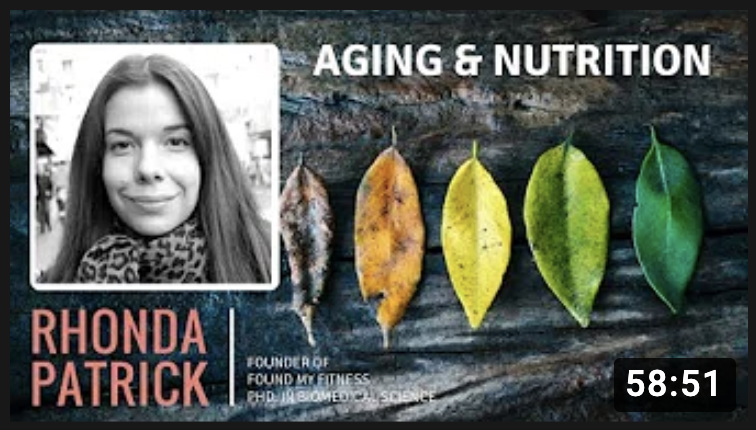 AGING & NUTRITION
RHONDA
PATRICK
FOUNDER OF
FOUND MY FITNESS
PHD. IN BIOMEDICAL SCIENCE
58:51